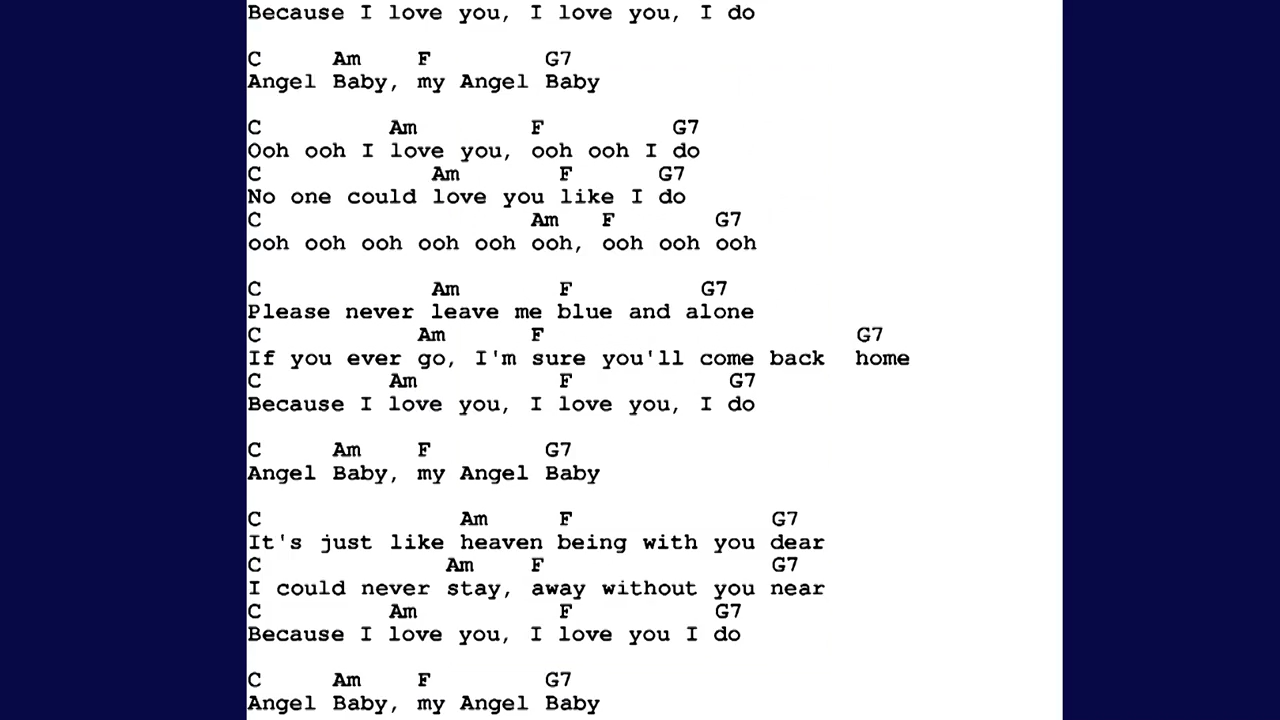 Because I love you, I love you, I do
C Am F G7
Angel Baby, my Angel Baby
C Am F G7
Ooh ooh I love you, ooh ooh I do
C Am F G7
No one could love you like I do
C Am F G7
ooh ooh ooh ooh ooh ooh, ooh ooh ooh
C Am F G7
Please never leave me blue and alone
C Am F G7
If you ever go, I'm sure you'll come back home
C Am F G7
Because I love you, I love you, I do
C Am F G7
Angel Baby, my Angel Baby
C Am F G7
It's just like heaven being with you dear
C Am F G7
I could never stay, away without you near
C Am F G7
Because I love you, I love you I do
C Am F G7
Angel Baby, my Angel Baby